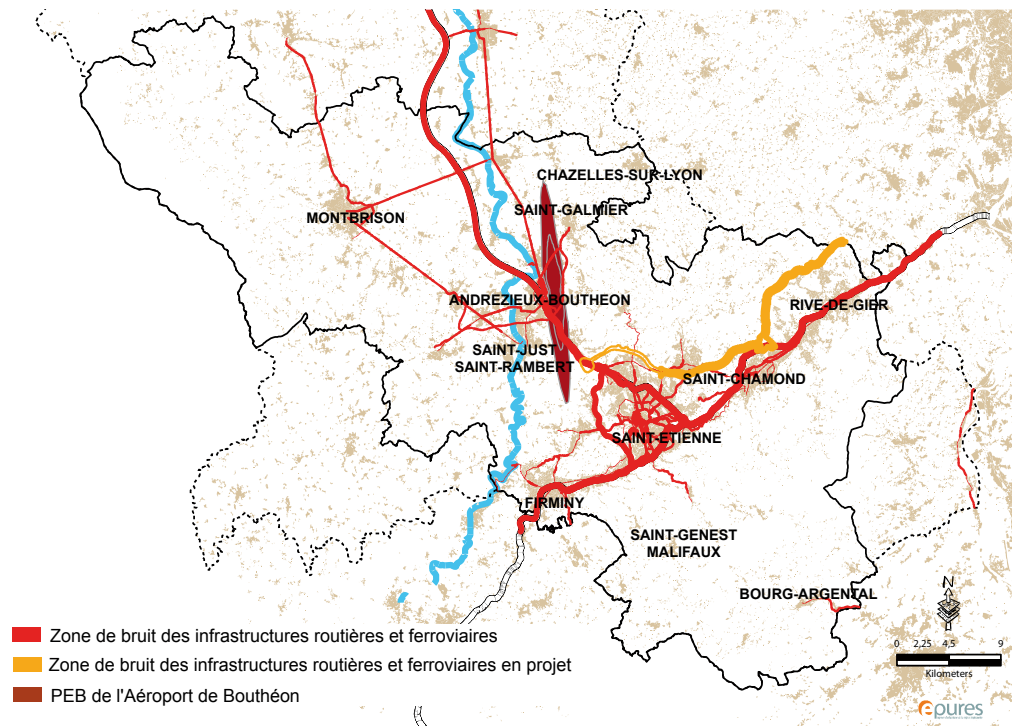 CHAZELLES-SUR-LYON
SAINT-GALMIER
MONTBRISON
ANDREZIEUX-BOUTHEON
RIVE-DE-GIER
SAINT-JUST
SAINT-RAMBERT
SAINT-CHAMOND
SAINT-ETIENNE
FIRMINY
SAINT-GENEST
MALIFAUX
BOURG-ARGENTAL
N
Zone de bruit des infrastructures routières et ferroviaires
Zone de bruit des infrastructures routières et ferroviaires en projet
PEB de l'Aéroport de Bouthéon
0 2,25 4,5 9
Kilometers
epures